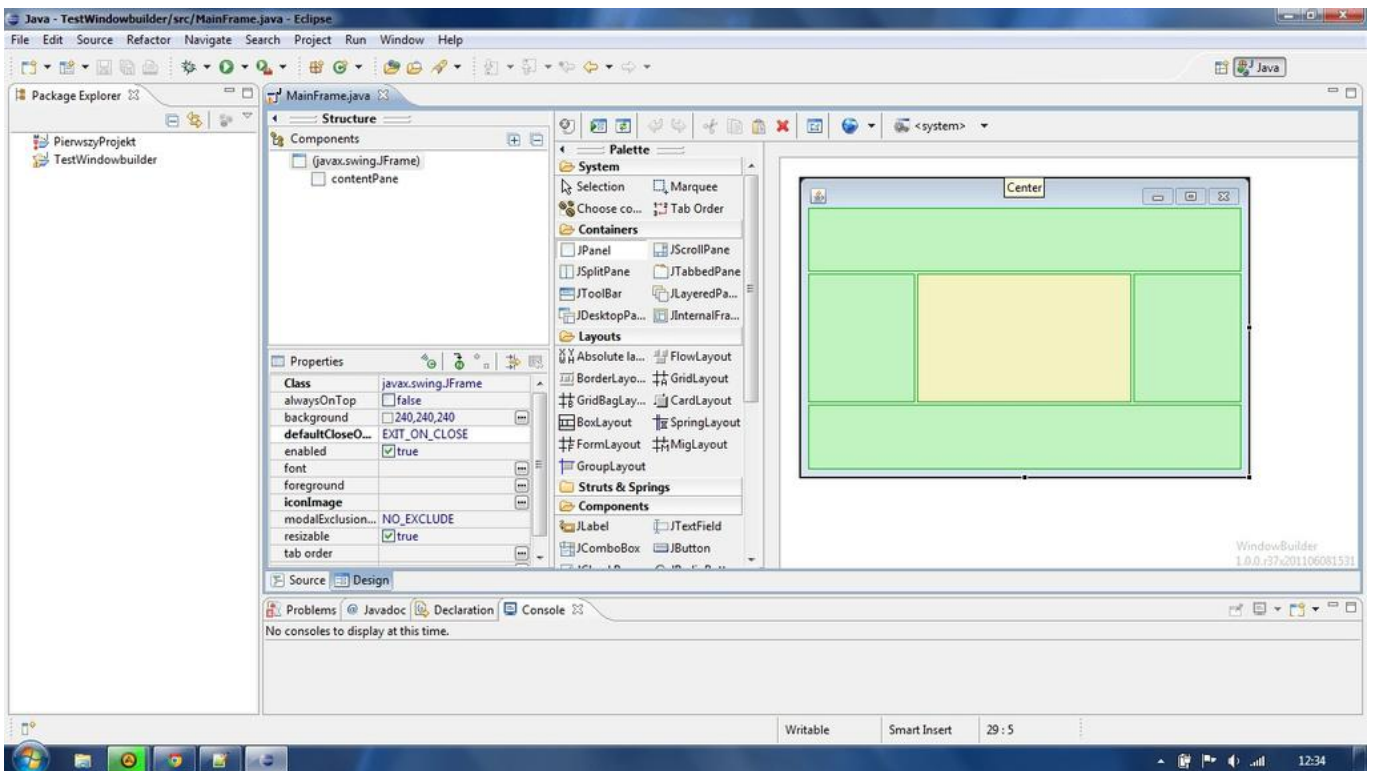 Java - TestWindowbuilder/src/MainFrame.java - Eclipse
File Edit Source Refactor Navigate Search Project Run Window Help
Java
Package Explorer
PierwszyProjekt
TestWindowbuilder
MainFrame.java
Structure
Components
(javax.swing.JFrame)
contentPane
Properties
Class javax.swing.JFrame
alwaysOnTop false
background 240,240,240
defaultCloseO... EXIT_ON_CLOSE
enabled true
font
foreground
iconImage
modalExclusion... NO_EXCLUDE
resizable true
tab order
<system>
Palette
System
Selection Marquee
Choose co... Tab Order
Containers
JPanel JScrollPane
JSplitPane JTabbedPane
JToolBar JLayeredPa...
JDesktopPa... JInternalFra...
Layouts
Absolute la... FlowLayout
BorderLayo... GridLayout
GridBagLay... CardLayout
BoxLayout SpringLayout
FormLayout MigLayout
GroupLayout
Struts & Springs
Components
JLabel JTextField
JComboBox JButton
Center
WindowBuilder
1.0.0.r37x201106081531
Source Design
Problems Javadoc Declaration Console
No consoles to display at this time.
Writable Smart Insert 29 : 5
12:34